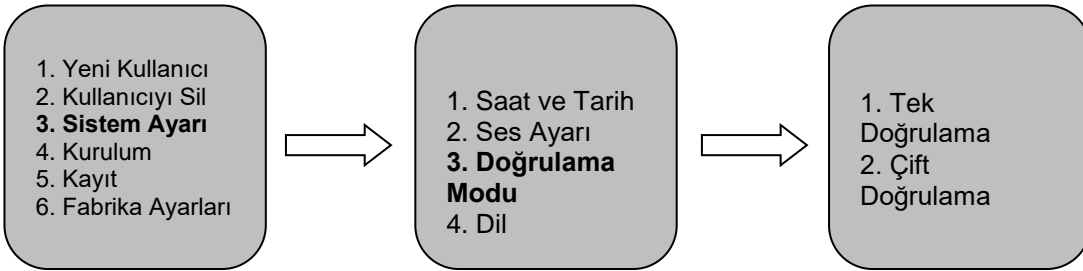 1. Yeni Kullanıcı
2. Kullanıcıyı Sil
3. Sistem Ayarı
4. Kurulum
5. Kayıt
6. Fabrika Ayarları
1. Saat ve Tarih
2. Ses Ayarı
3. Doğrulama
Modu
4. Dil
1. Tek
Doğrulama
2. Çift
Doğrulama